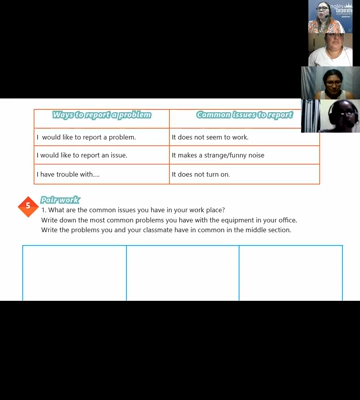 Ways to report a problem
Common issues to report
I would like to report a problem.
It does not seem to work.
I would like to report an issue.
It makes a strange/funny noise
I have trouble with....
It does not turn on.
5
Pair work
1. What are the common issues you have in your work place?
Write down the most common problems you have with the equipment in your office.
Write the problems you and your classmate have in common in the middle section.